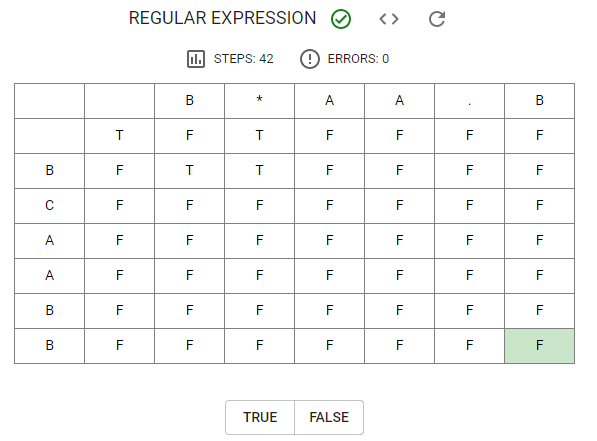 REGULAR EXPRESSION < >
STEPS: 42 ERRORS: 0
B * A A . B
T F T F F F F
B F T T F F F F
C F F F F F F F
A F F F F F F F
A F F F F F F F
B F F F F F F F
B F F F F F F F
TRUE FALSE